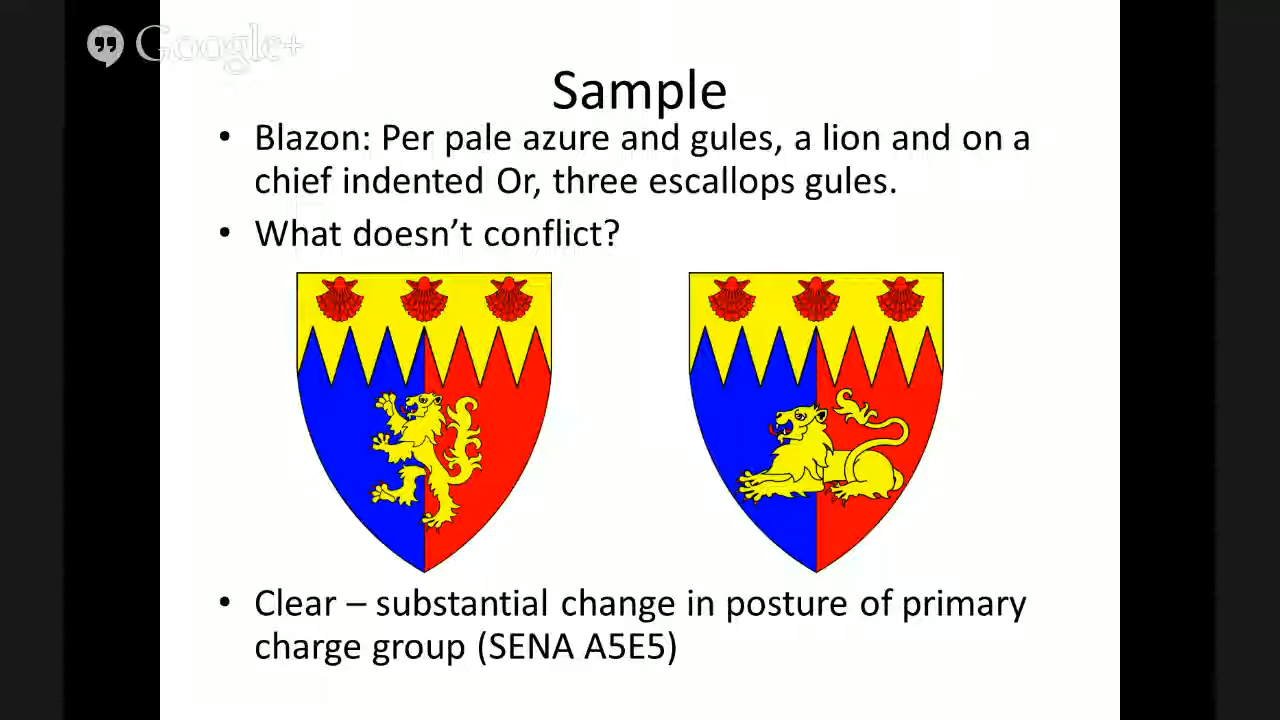 Google+
Sample
• Blazon: Per pale azure and gules, a lion and on a
chief indented Or, three escallops gules.
• What doesn’t conflict?
• Clear – substantial change in posture of primary
charge group (SENA A5E5)